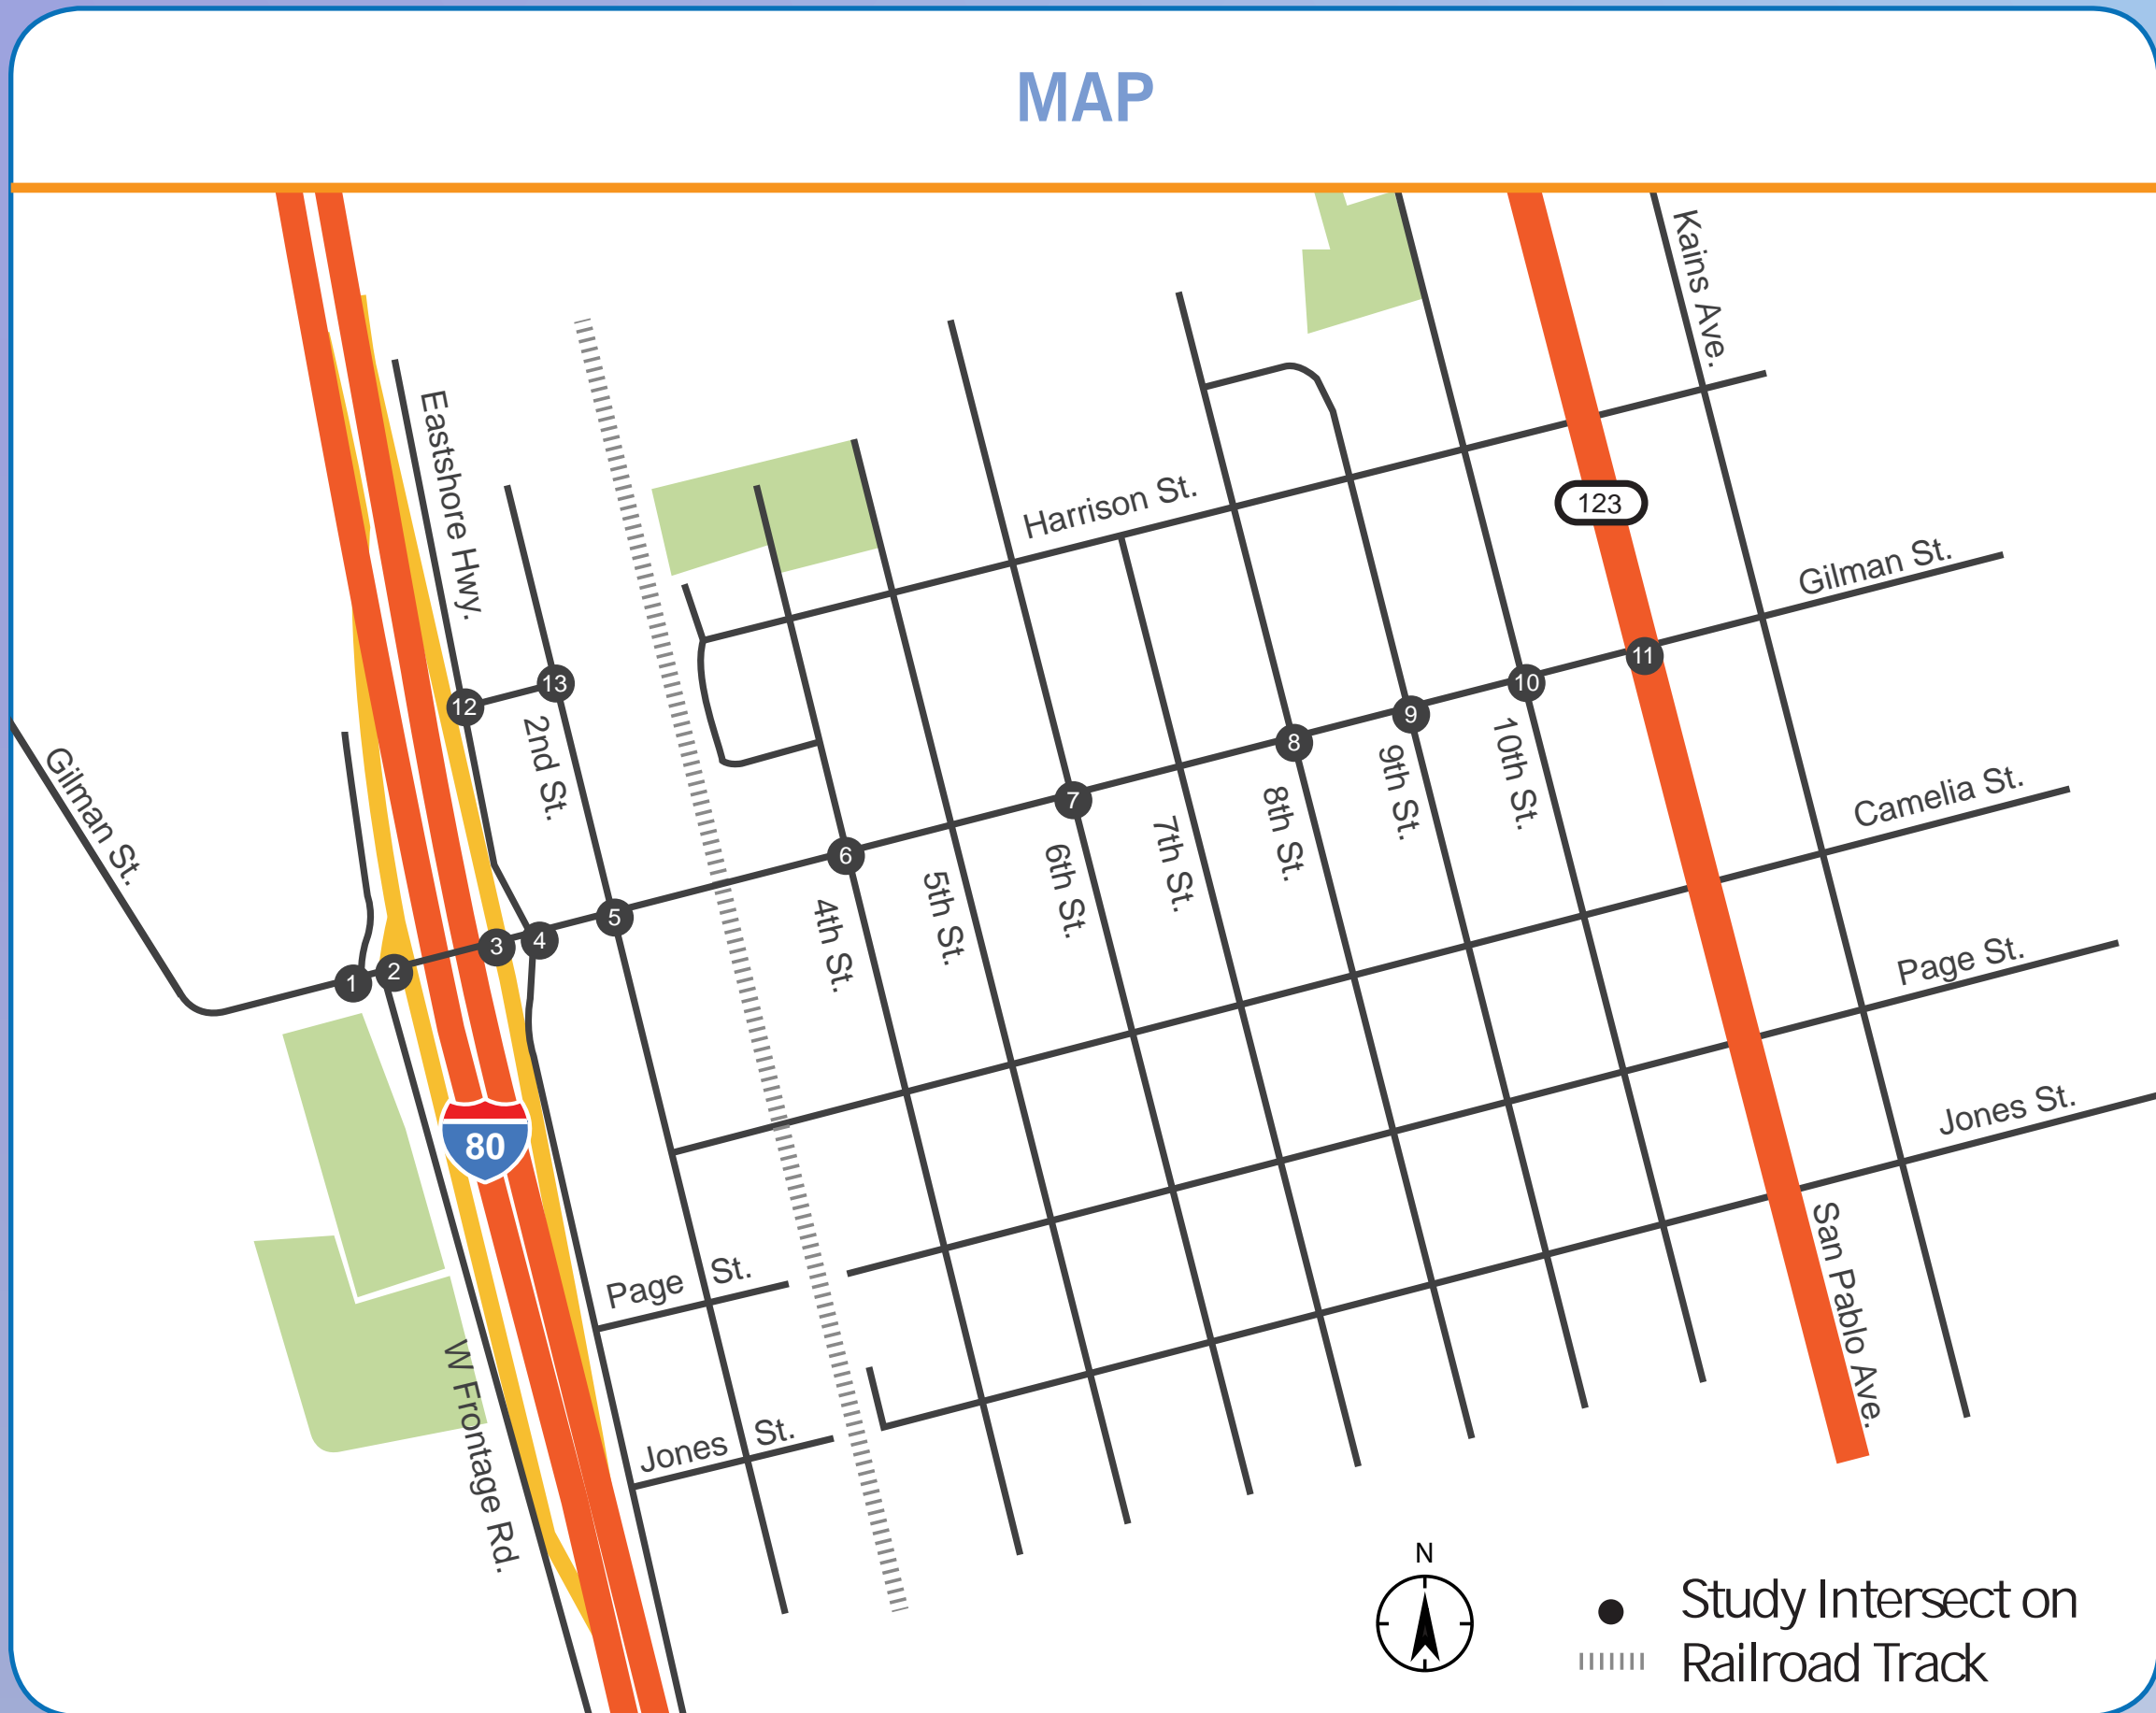 MAP
Kains Ave.
Eastshore Hwy.
Harrison St.
123
Gilman St.
11
13
10
12
9
2nd St.
8
10th St.
9th St.
Gilman St.
7
8th St.
Camelia St.
7th St.
6
6th St.
5th St.
5
4th St.
4
3
2
1
Page St.
Jones St.
80
San Pablo Ave.
Page St.
W Frontage Rd.
Jones St.
N
Study Intersect on
Railroad Track